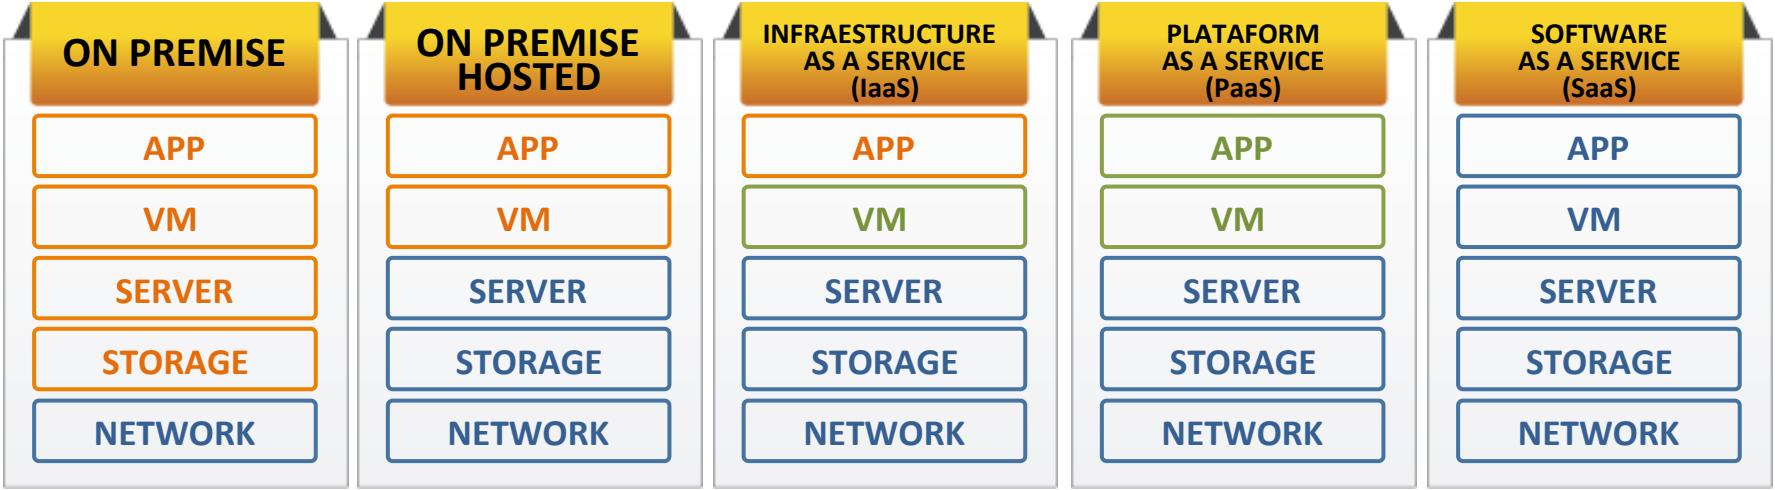 ON PREMISE
APP
VM
SERVER
STORAGE
NETWORK
ON PREMISE
HOSTED
APP
VM
SERVER
STORAGE
NETWORK
INFRAESTRUCTURE
AS A SERVICE
(IaaS)
APP
VM
SERVER
STORAGE
NETWORK
PLATAFORM
AS A SERVICE
(PaaS)
APP
VM
SERVER
STORAGE
NETWORK
SOFTWARE
AS A SERVICE
(SaaS)
APP
VM
SERVER
STORAGE
NETWORK